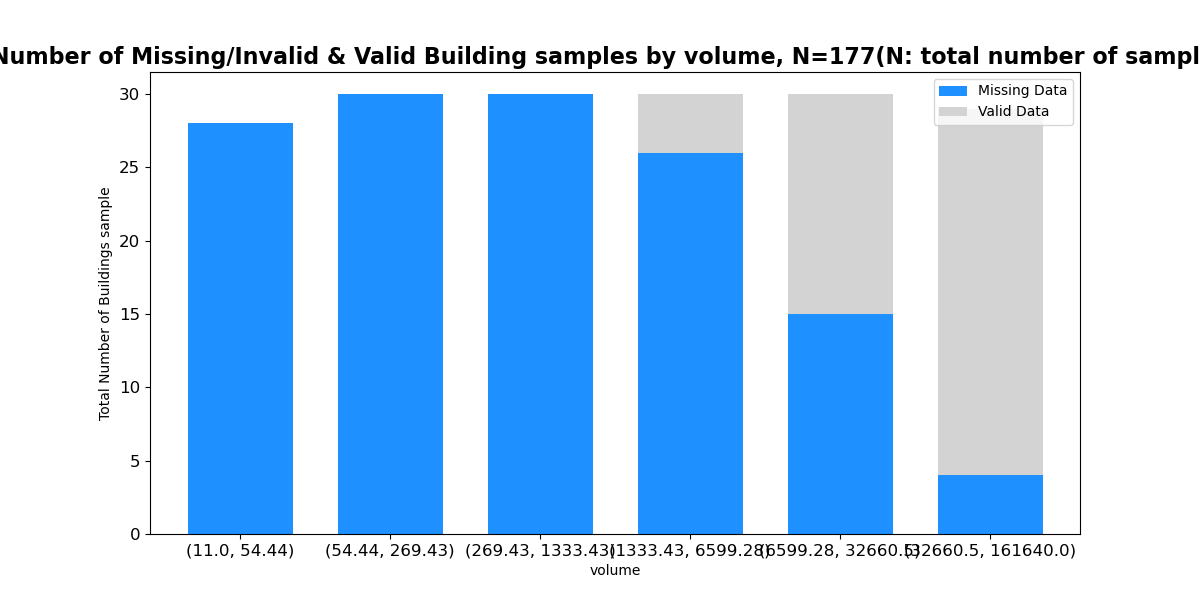 Number of Missing/Invalid & Valid Building samples by volume, N=177(N: total number of sampl
Missing Data
Valid Data
Total Number of Buildings sample
30
25
20
15
10
5
0
(11.0, 54.44) (54.44, 269.43) (269.43, 1333.43) (1333.43, 6599.28) (6599.28, 32660.5) (32660.5, 161640.0)
volume